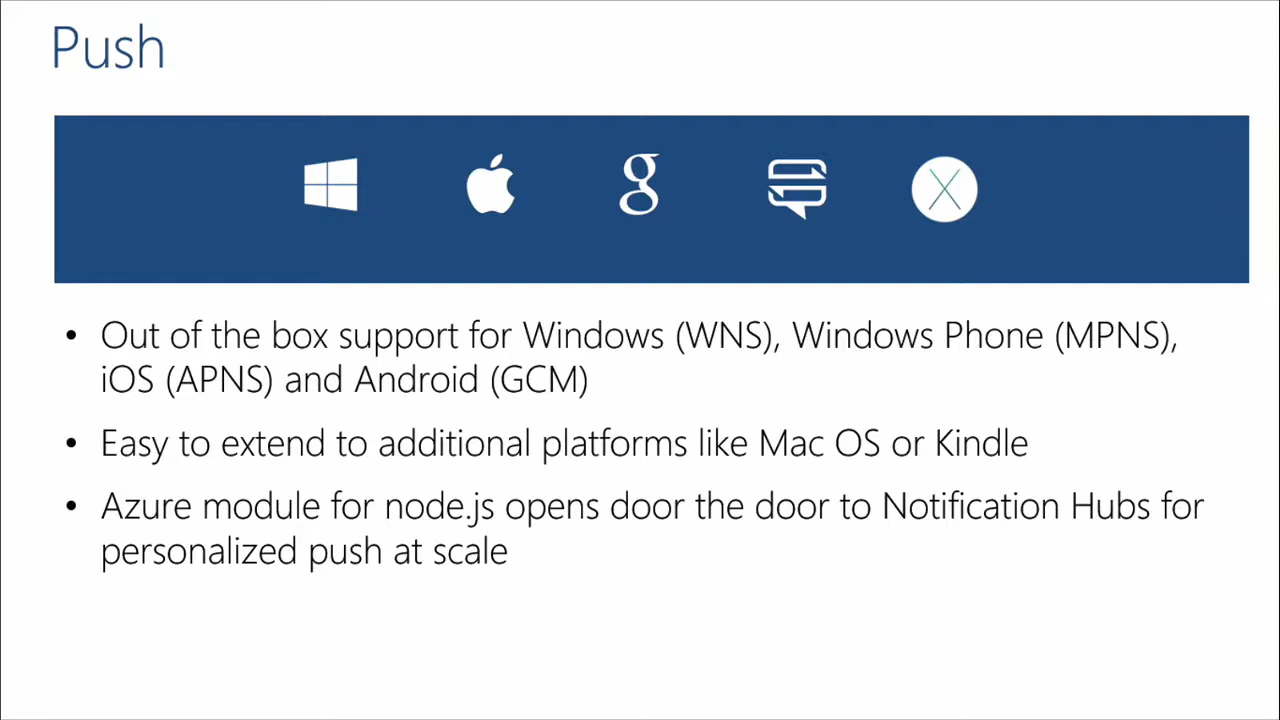 Push
g
X
• Out of the box support for Windows (WNS), Windows Phone (MPNS),
iOS (APNS) and Android (GCM)
• Easy to extend to additional platforms like Mac OS or Kindle
• Azure module for node.js opens door the door to Notification Hubs for
personalized push at scale